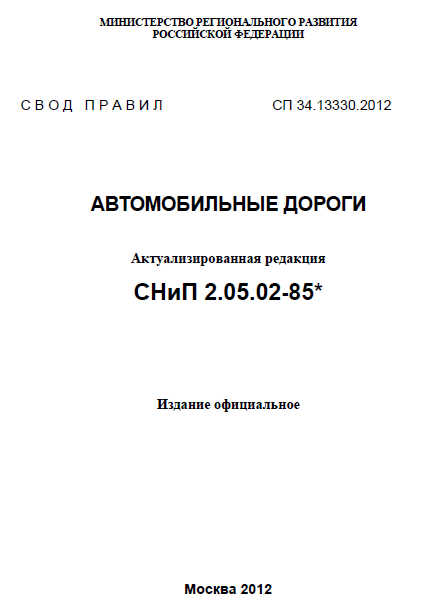 МИНИСТЕРСТВО РЕГИОНАЛЬНОГО РАЗВИТИЯ
РОССИЙСКОЙ ФЕДЕРАЦИИ
С В О Д П Р А В И Л СП 34.13330.2012
АВТОМОБИЛЬНЫЕ ДОРОГИ
Актуализированная редакция
СНиП 2.05.02-85*
Издание официальное
Москва 2012